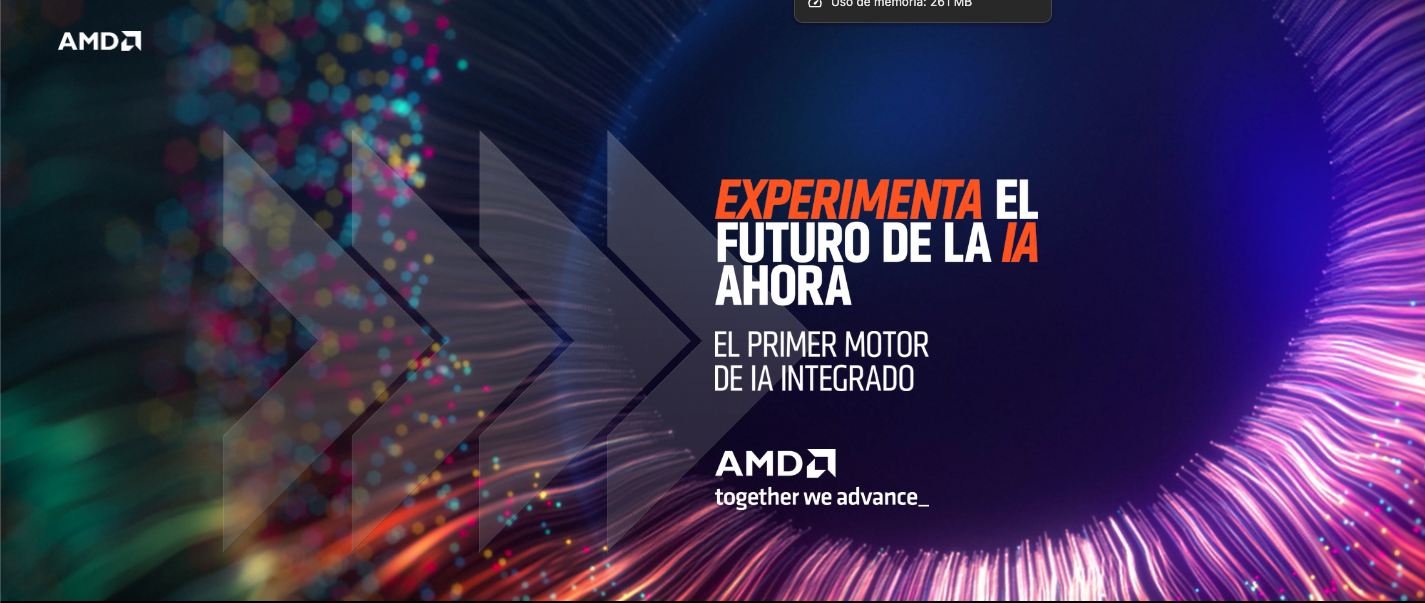 Uso de memoria: 261 MB
AMD
EXPERIMENTA EL
FUTURO DE LA IA
AHORA
EL PRIMER MOTOR
DE IA INTEGRADO
AMD
together we advance_